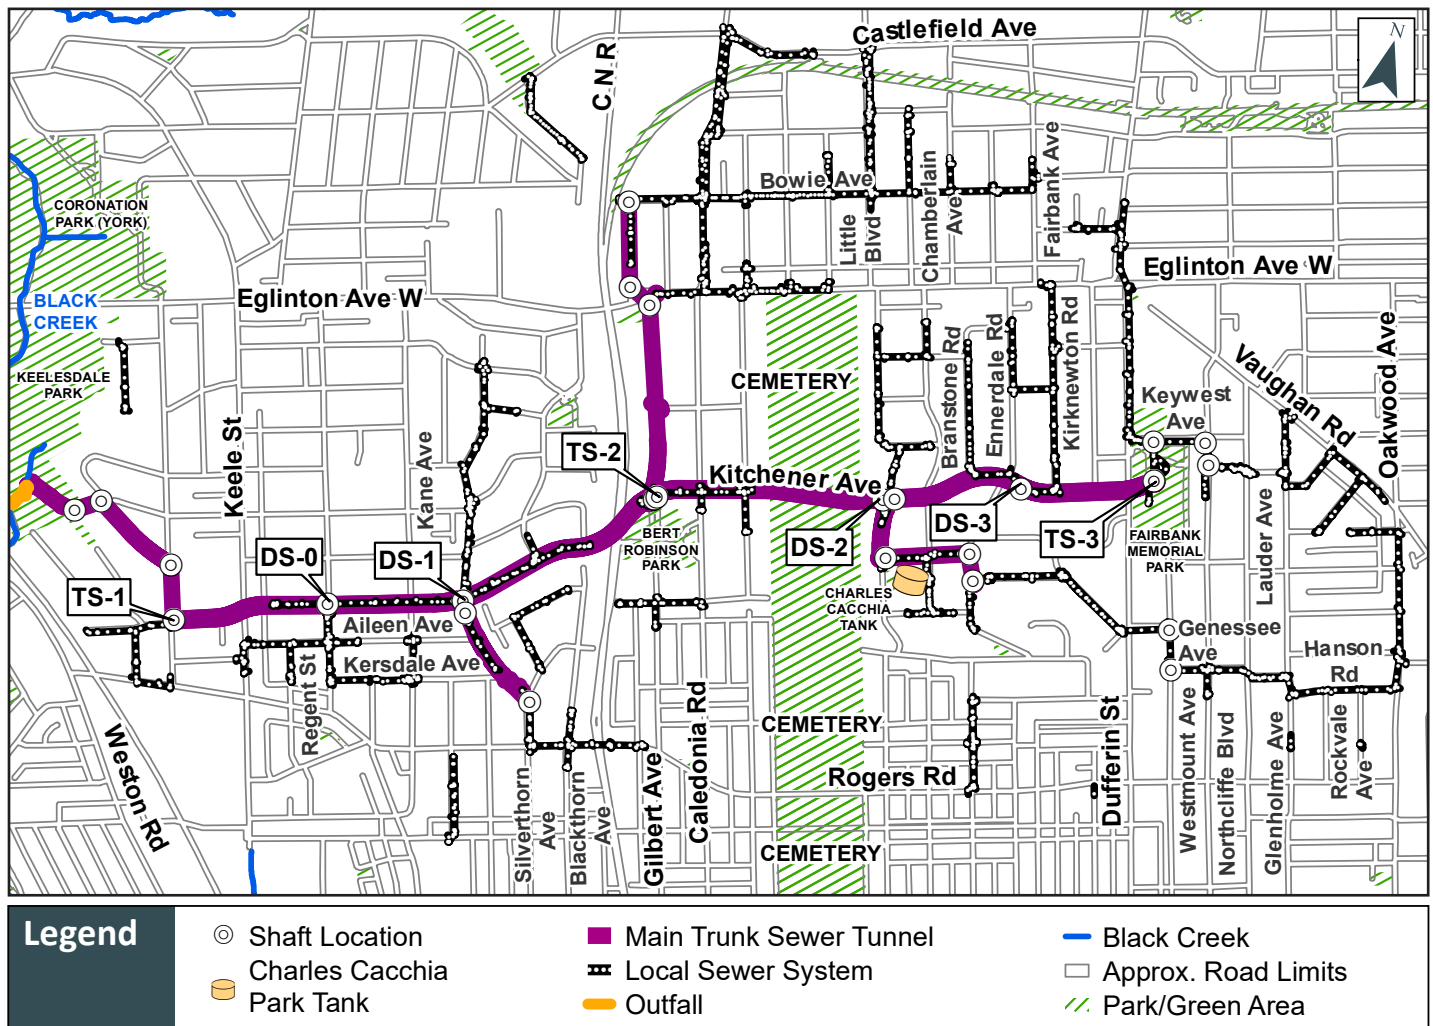 Castlefield Ave
N
C N R
Bowie Ave
Little
Blvd
Chamberlain
Ave
Fairbank Ave
CORONATION
PARK (YORK)
Eglinton Ave W
Eglinton Ave W
BLACK
CREEK
KEELESDALE
PARK
CEMETERY
Branstone Rd
Ennerdale Rd
Kirknewton Rd
Keywest
Ave
Vaughan Rd
Oakwood Ave
Keele St
Kane Ave
TS-2
Kitchener Ave
DS-2
DS-3
TS-3
BERT
ROBINSON
PARK
FAIRBANK
MEMORIAL
PARK
Lauder Ave
DS-0
DS-1
TS-1
CHARLES
CACCHIA
TANK
Aileen Ave
Kersdale Ave
Regent St
Genessee
Ave
Hanson
Rd
Weston Rd
CEMETERY
Rogers Rd
Dufferin St
Westmount Ave
Northcliffe Blvd
Glenholme Ave
Rockvale
Ave
Silverthorn
Ave
Blackthorn
Ave
Gilbert Ave
Caledonia Rd
CEMETERY
Legend
Shaft Location
Charles Cacchia
Park Tank
Main Trunk Sewer Tunnel
Local Sewer System
Outfall
Black Creek
Approx. Road Limits
Park/Green Area